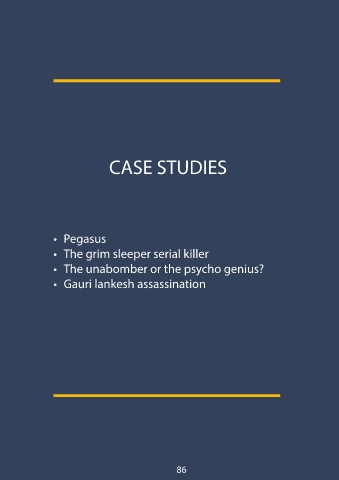 CASE STUDIES
• Pegasus
• The grim sleeper serial killer
• The unabomber or the psycho genius?
• Gauri lankesh assassination
86